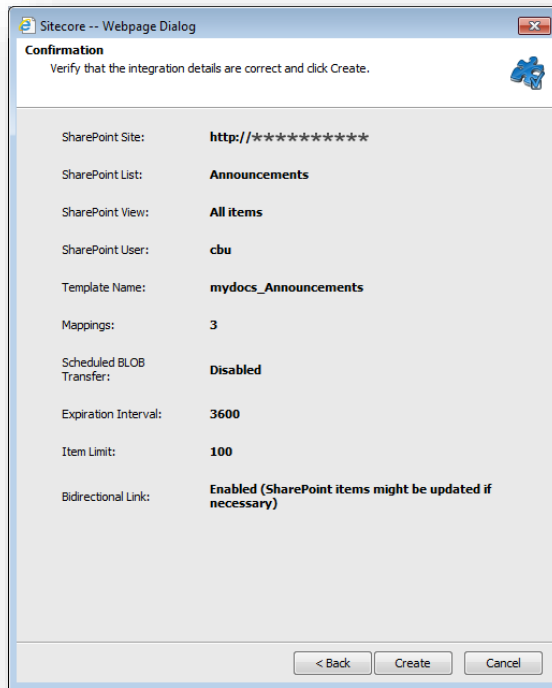 Sitecore -- Webpage Dialog
Confirmation
Verify that the integration details are correct and click Create.
SharePoint Site: http://**********
SharePoint List: Announcements
SharePoint View: All items
SharePoint User: cbu
Template Name: mydocs_Announcements
Mappings: 3
Scheduled BLOB
Transfer: Disabled
Expiration Interval: 3600
Item Limit: 100
Bidirectional Link: Enabled (SharePoint items might be updated if
necessary)
< Back Create Cancel